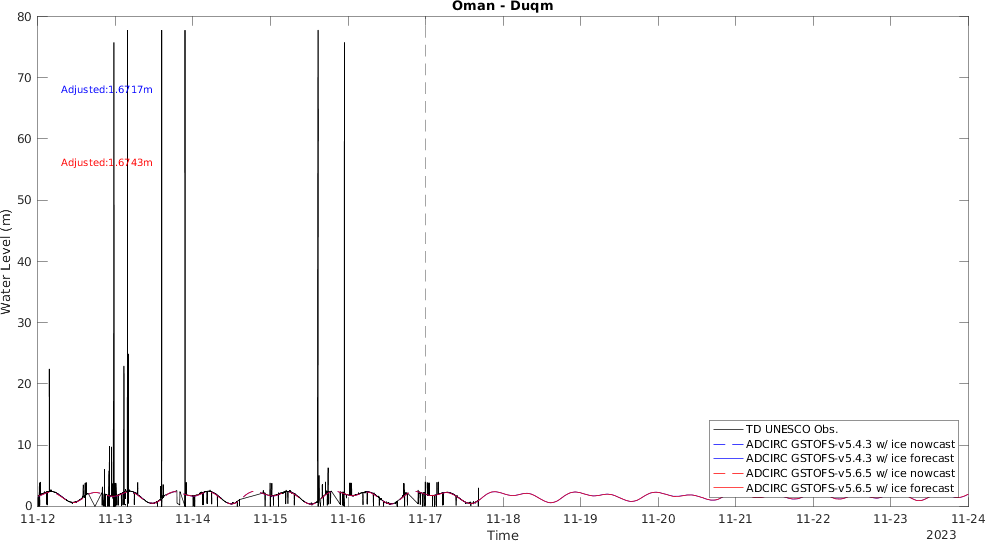 Oman - Duqm
80
70
60
50
40
30
20
10
0
Water Level (m)
Adjusted:1.6717m
Adjusted:1.6743m
TD UNESCO Obs.
ADCIRC GSTOFS-v5.4.3 w/ ice nowcast
ADCIRC GSTOFS-v5.4.3 w/ ice forecast
ADCIRC GSTOFS-v5.6.5 w/ ice nowcast
ADCIRC GSTOFS-v5.6.5 w/ ice forecast
11-12 11-13 11-14 11-15 11-16 11-17 11-18 11-19 11-20 11-21 11-22 11-23 11-24
Time
2023